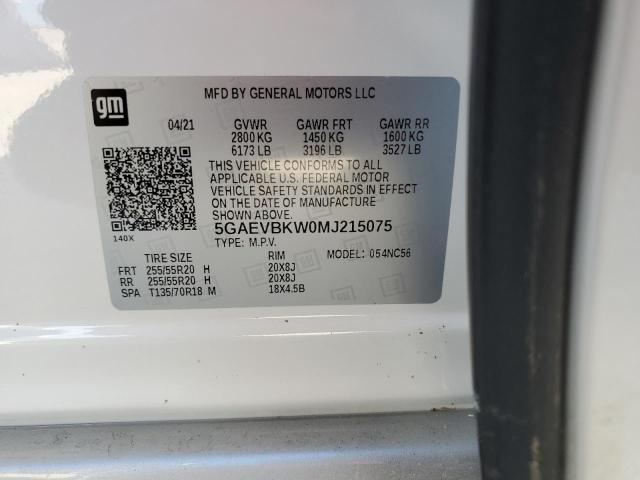 gm
MFD BY GENERAL MOTORS LLC
04/21 GVWR GAWR FRT GAWR RR
2800 KG 1450 KG 1600 KG
6173 LB 3196 LB 3527 LB
THIS VEHICLE CONFORMS TO ALL
APPLICABLE U.S. FEDERAL MOTOR
VEHICLE SAFETY STANDARDS IN EFFECT
ON THE DATE OF MANUFACTURE
SHOWN ABOVE.
5GAEVBKW0MJ215075
140X
TYPE: M.P.V. MODEL: 054NC56
TIRE SIZE RIM
FRT 255/55R20 H 20X8J
RR 255/55R20 H 20X8J
SPA T135/70R18 M 18X4.5B